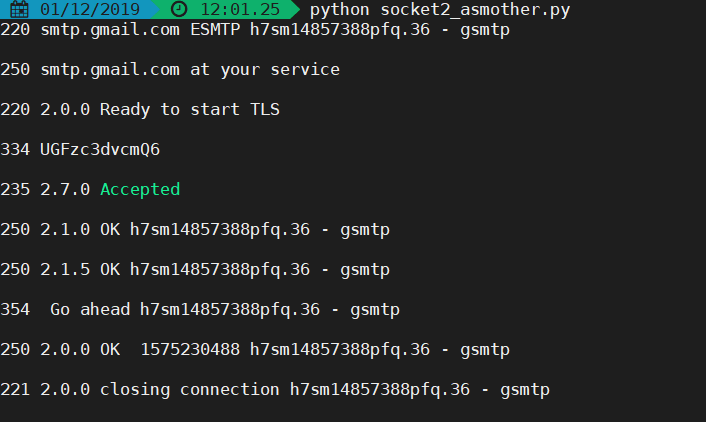 01/12/2019 12:01.25 python socket2_asmother.py
220 smtp.gmail.com ESMTP h7sm14857388pfq.36 - gsmtp
250 smtp.gmail.com at your service
220 2.0.0 Ready to start TLS
334 UGFzc3dvcmQ6
235 2.7.0 Accepted
250 2.1.0 OK h7sm14857388pfq.36 - gsmtp
250 2.1.5 OK h7sm14857388pfq.36 - gsmtp
354  Go ahead h7sm14857388pfq.36 - gsmtp
250 2.0.0 OK  1575230488 h7sm14857388pfq.36 - gsmtp
221 2.0.0 closing connection h7sm14857388pfq.36 - gsmtp